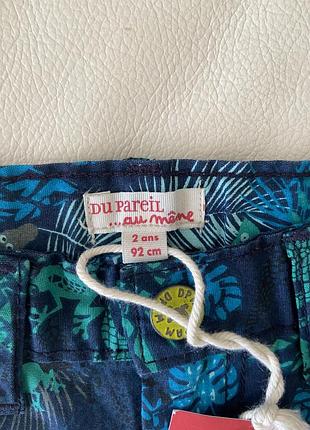 DU PAREIL
...au même
2 ans
92 cm